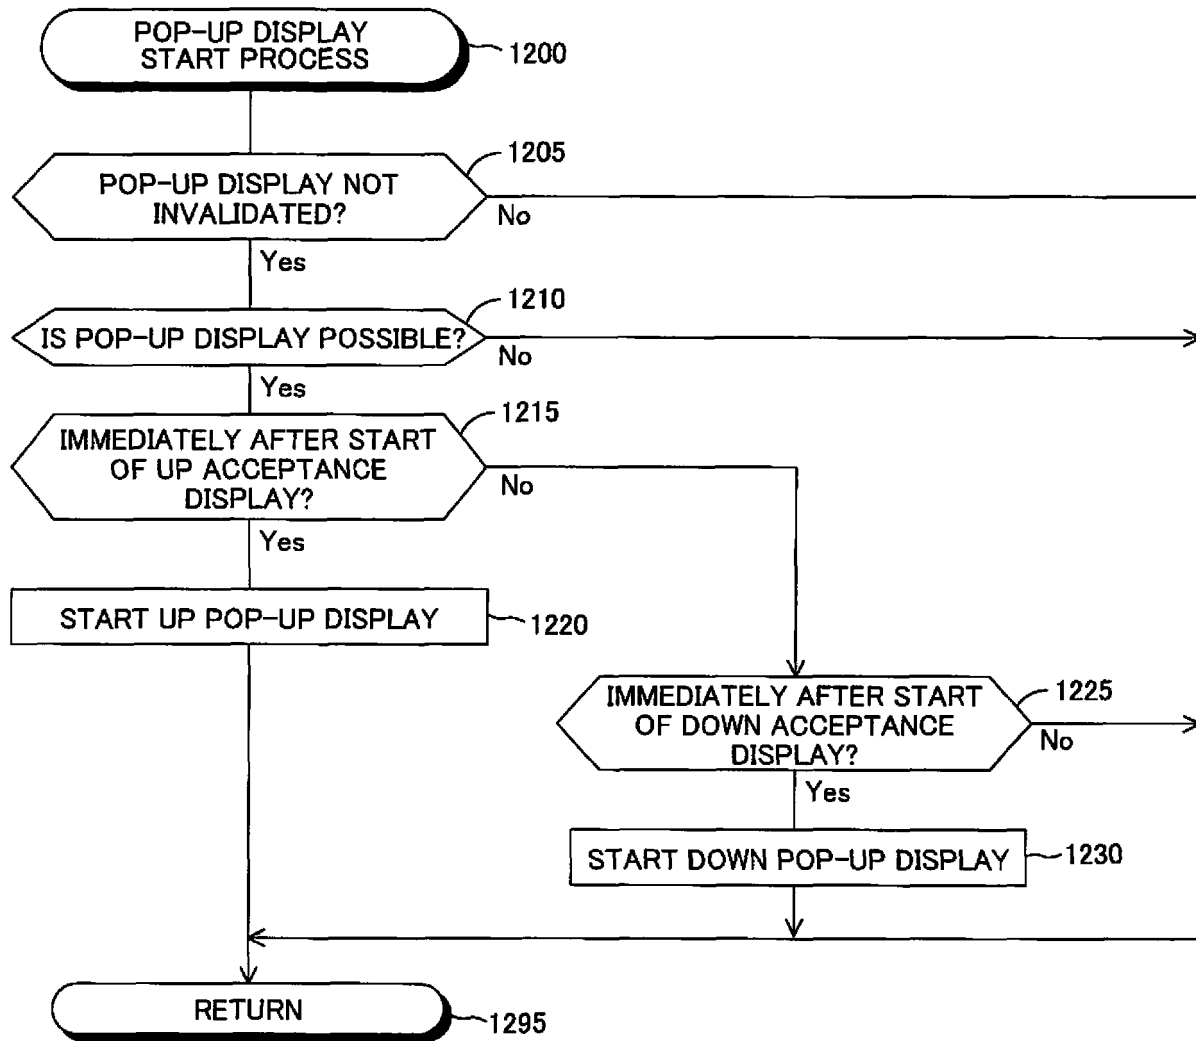 POP-UP DISPLAY
START PROCESS
1200
1205
POP-UP DISPLAY NOT
INVALIDATED?
No
Yes
1210
IS POP-UP DISPLAY POSSIBLE?
No
Yes
1215
IMMEDIATELY AFTER START
OF UP ACCEPTANCE
DISPLAY?
No
Yes
START UP POP-UP DISPLAY
1220
IMMEDIATELY AFTER START
OF DOWN ACCEPTANCE
DISPLAY?
1225
No
Yes
START DOWN POP-UP DISPLAY
1230
RETURN
1295